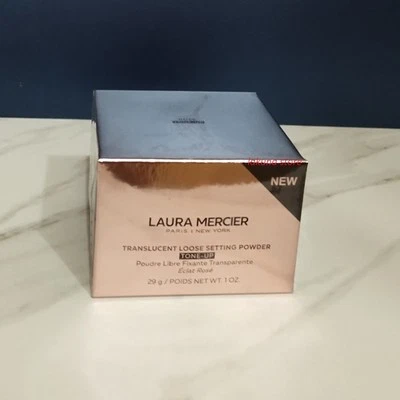 NEW
LAURA MERCIER
PARIS • NEW YORK
TRANSLUCENT LOOSE SETTING POWDER
TONE-UP
Poudre Libre Fixante Transparente
Éclat Rosé
29 g / POIDS NET WT. 1 OZ.